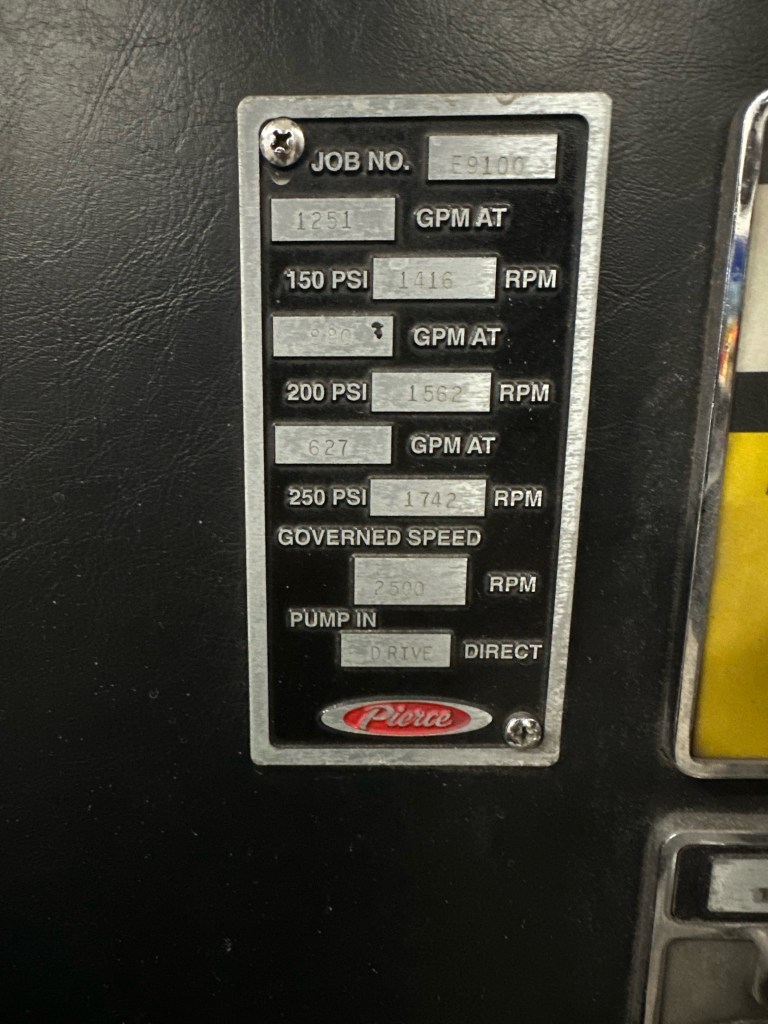 JOB NO. E9100
1251 GPM AT
150 PSI 1416 RPM
GPM AT
200 PSI 1562 RPM
627 GPM AT
250 PSI 1742 RPM
GOVERNED SPEED
2500 RPM
PUMP IN
DRIVE DIRECT
Pierce